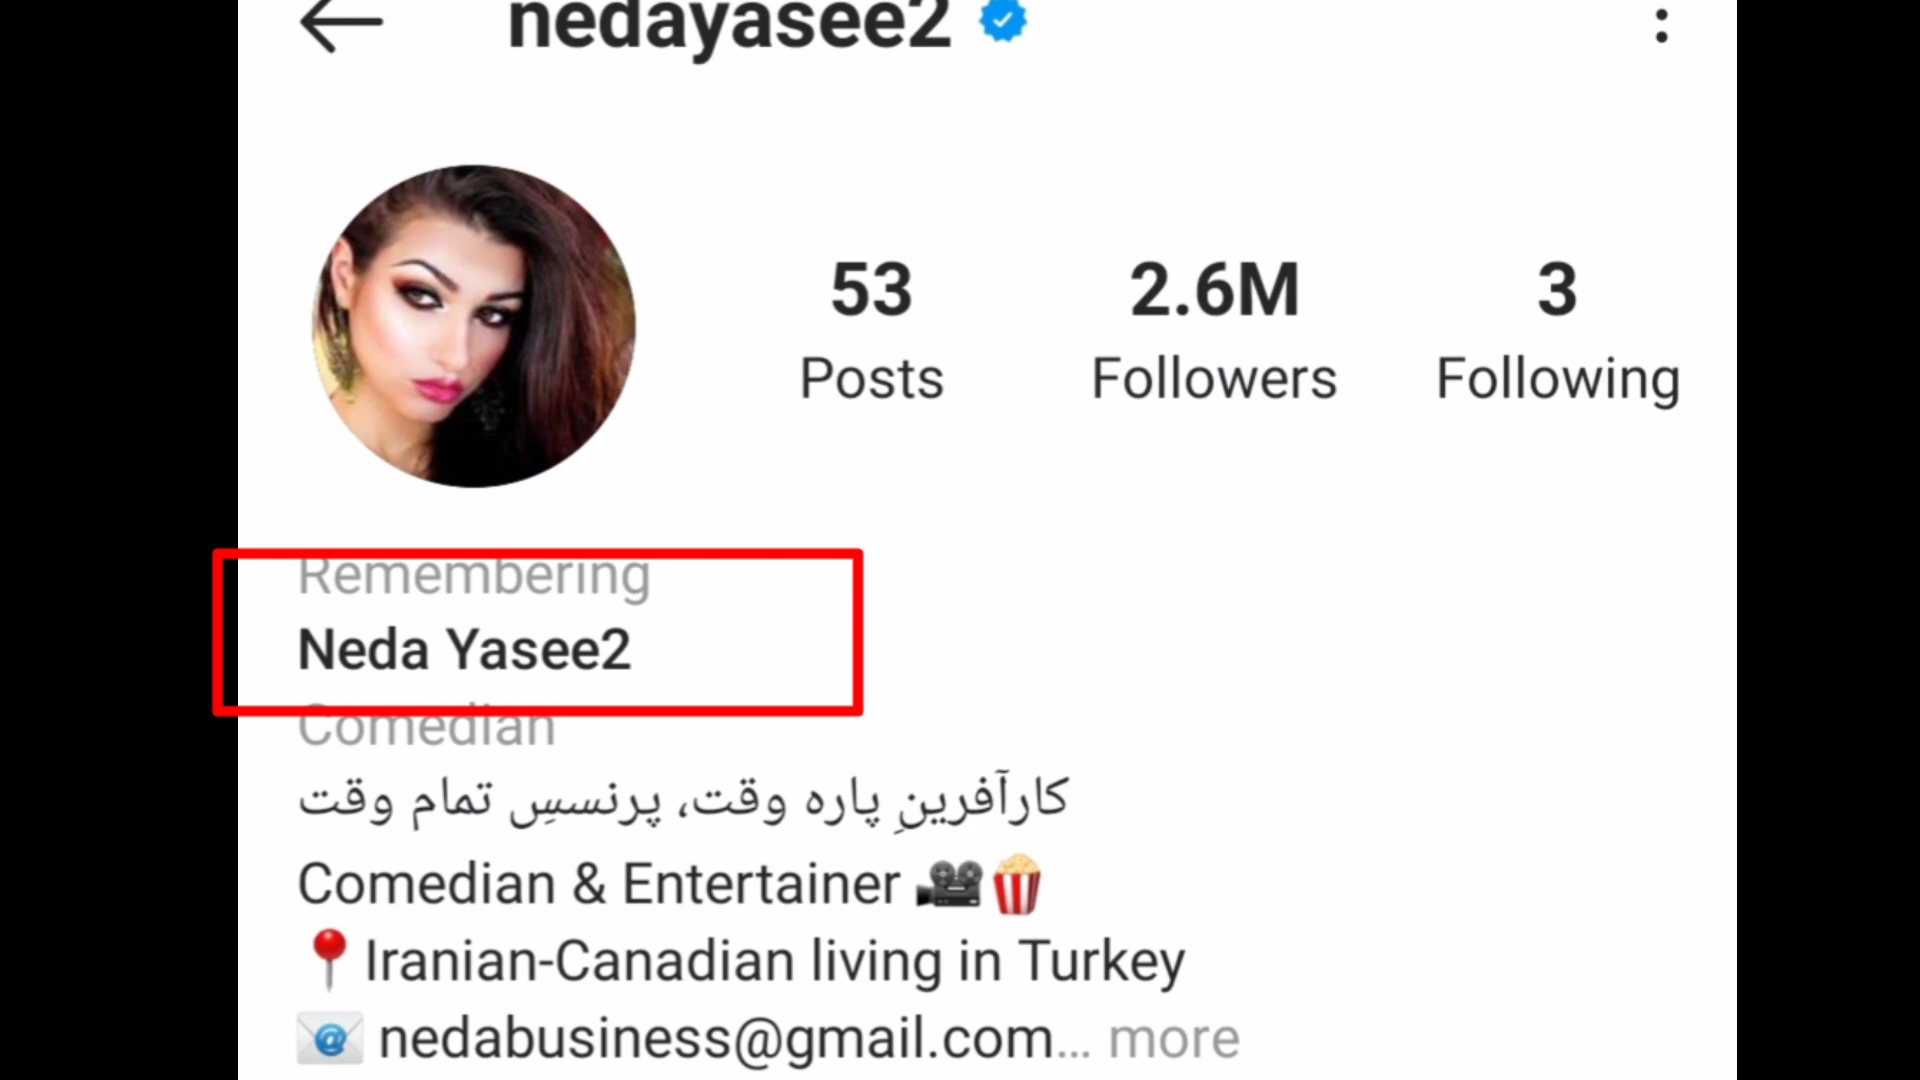 nedayasee2
53 2.6M 3
Posts Followers Following
Remembering
Neda Yasee2
Comedian
کارآفرینِ پاره وقت، پرنسسِ تمام وقت
Comedian & Entertainer 🎥🍿
📍Iranian-Canadian living in Turkey
📧 nedabusiness@gmail.com... more